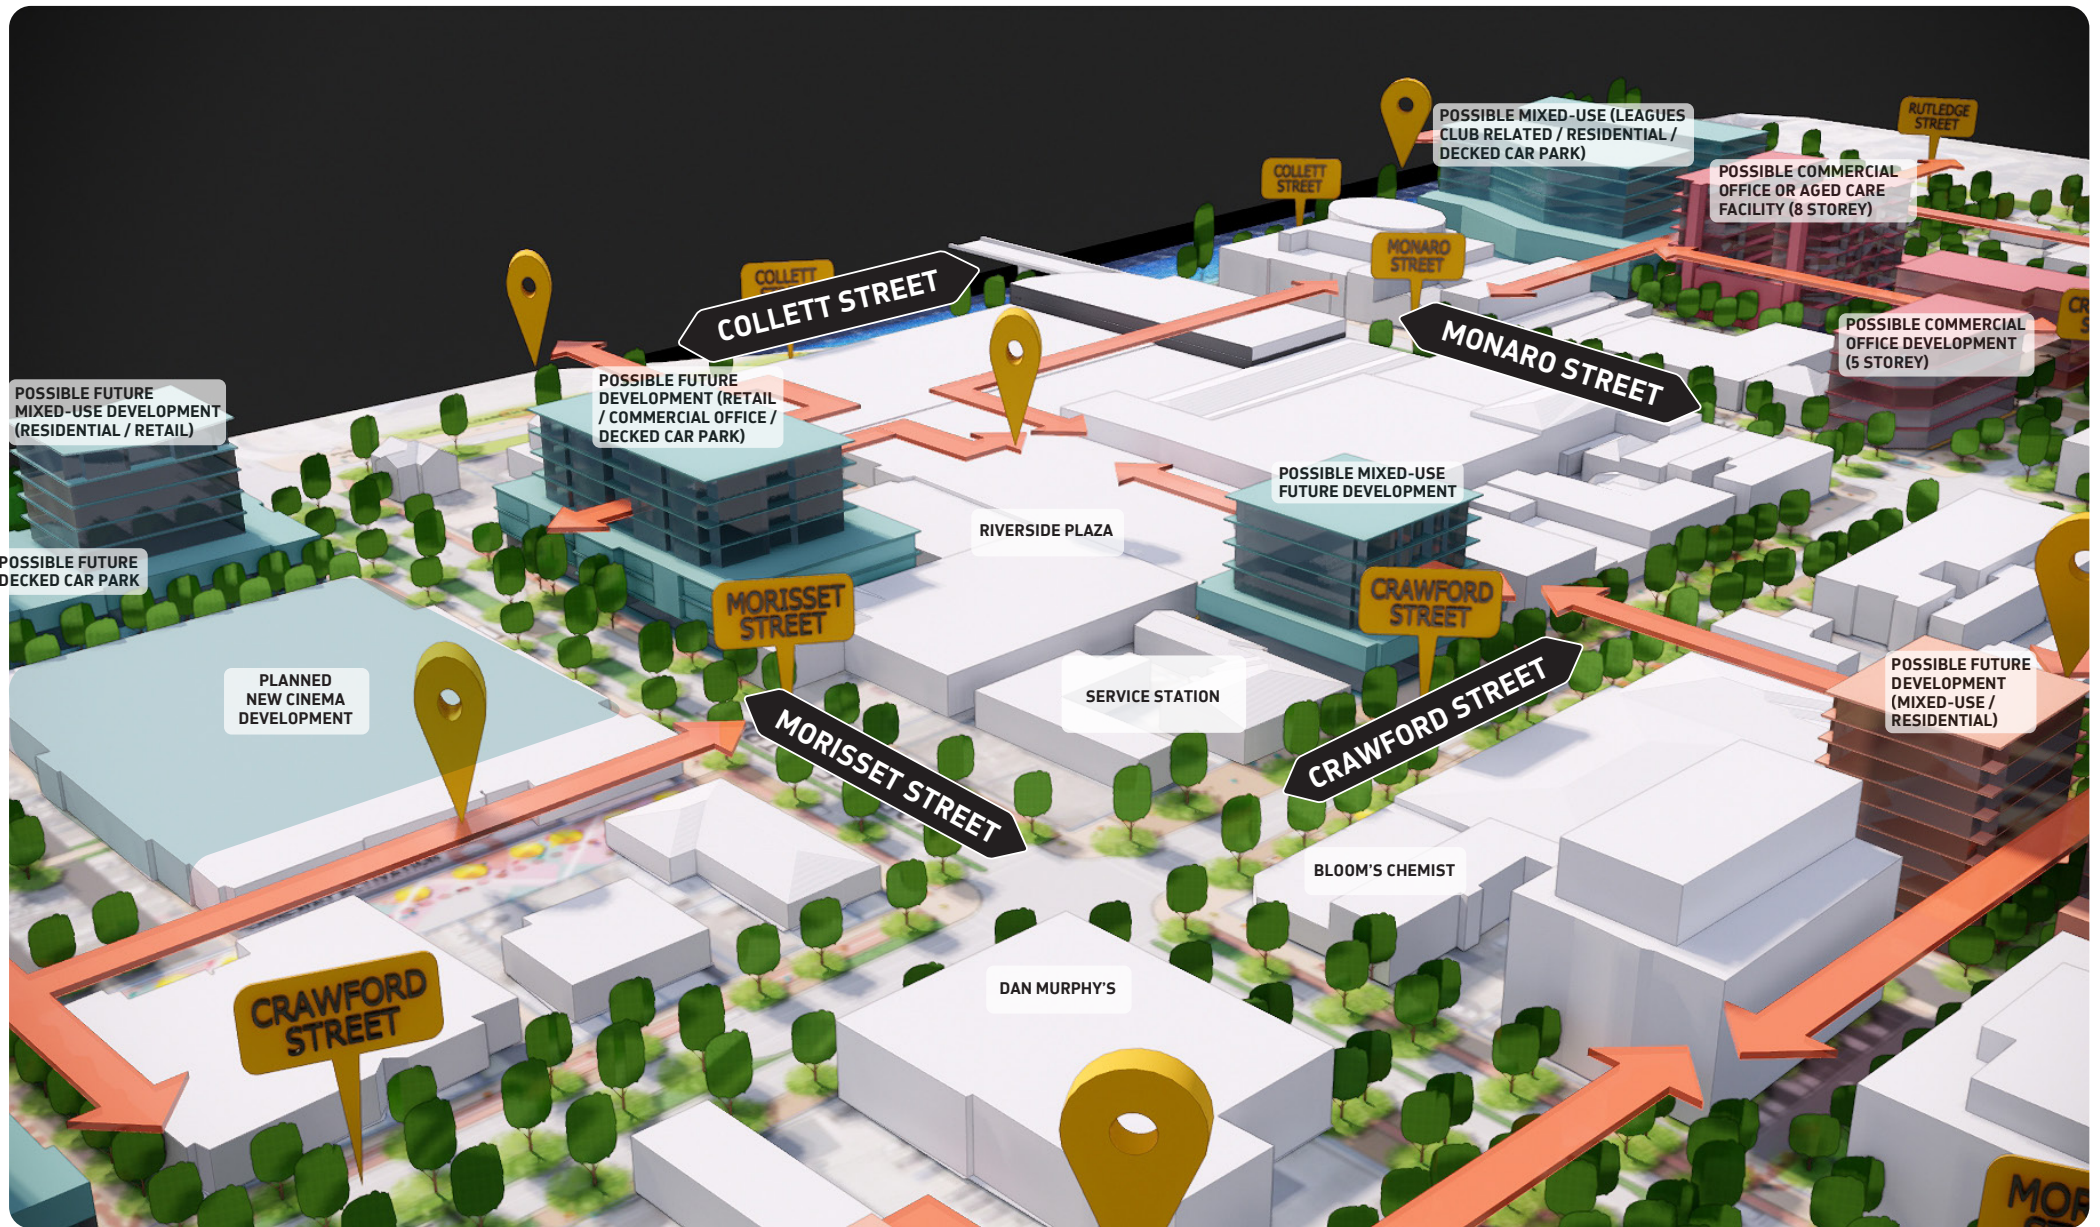 RUTLEDGE
STREET
POSSIBLE MIXED-USE (LEAGUES
CLUB RELATED / RESIDENTIAL /
DECKED CAR PARK)
POSSIBLE COMMERCIAL
OFFICE OR AGED CARE
FACILITY (8 STOREY)
COLLETT
STREET
MONARO
STREET
COLLETT
COLLETT STREET
MONARO STREET
POSSIBLE COMMERCIAL
OFFICE DEVELOPMENT
(5 STOREY)
POSSIBLE FUTURE
MIXED-USE DEVELOPMENT
(RESIDENTIAL / RETAIL)
POSSIBLE FUTURE
DEVELOPMENT (RETAIL
/ COMMERCIAL OFFICE /
DECKED CAR PARK)
POSSIBLE MIXED-USE
FUTURE DEVELOPMENT
RIVERSIDE PLAZA
POSSIBLE FUTURE
DECKED CAR PARK
MORISSET
STREET
CRAWFORD
STREET
PLANNED
NEW CINEMA
DEVELOPMENT
SERVICE STATION
POSSIBLE FUTURE
DEVELOPMENT
(MIXED-USE /
RESIDENTIAL)
MORISSET STREET
CRAWFORD STREET
BLOOM'S CHEMIST
DAN MURPHY'S
CRAWFORD
STREET